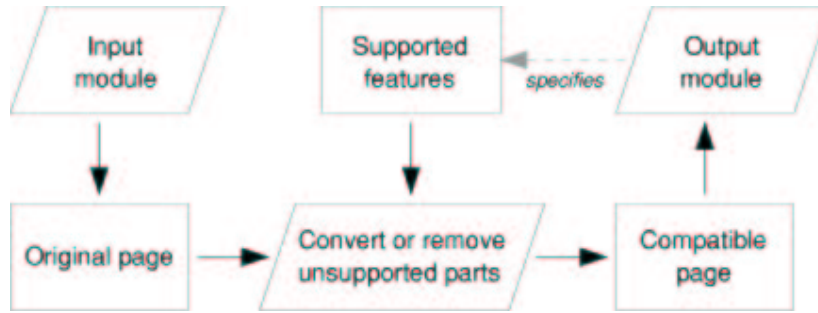 Input
module
Supported
features
specifies
Output
module
Original page
Convert or remove
unsupported parts
Compatible
page